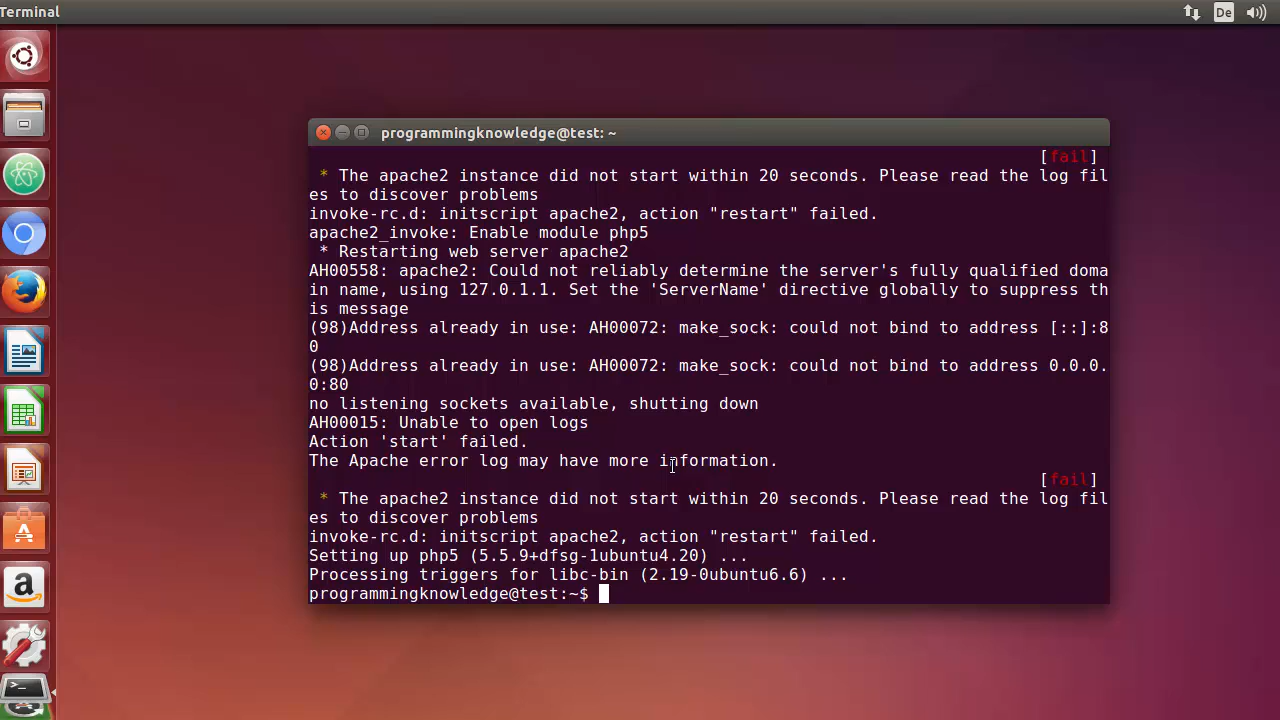 Terminal
De
programmingknowledge@test: ~
[fail]
* The apache2 instance did not start within 20 seconds. Please read the log fil
es to discover problems
invoke-rc.d: initscript apache2, action "restart" failed.
apache2_invoke: Enable module php5
* Restarting web server apache2
AH00558: apache2: Could not reliably determine the server's fully qualified doma
in name, using 127.0.1.1. Set the 'ServerName' directive globally to suppress th
is message
(98)Address already in use: AH00072: make_sock: could not bind to address [::]:8
0
(98)Address already in use: AH00072: make_sock: could not bind to address 0.0.0.
0:80
no listening sockets available, shutting down
AH00015: Unable to open logs
Action 'start' failed.
The Apache error log may have more information.
[fail]
* The apache2 instance did not start within 20 seconds. Please read the log fil
es to discover problems
invoke-rc.d: initscript apache2, action "restart" failed.
Setting up php5 (5.5.9+dfsg-1ubuntu4.20) ...
Processing triggers for libc-bin (2.19-0ubuntu6.6) ...
programmingknowledge@test:~$